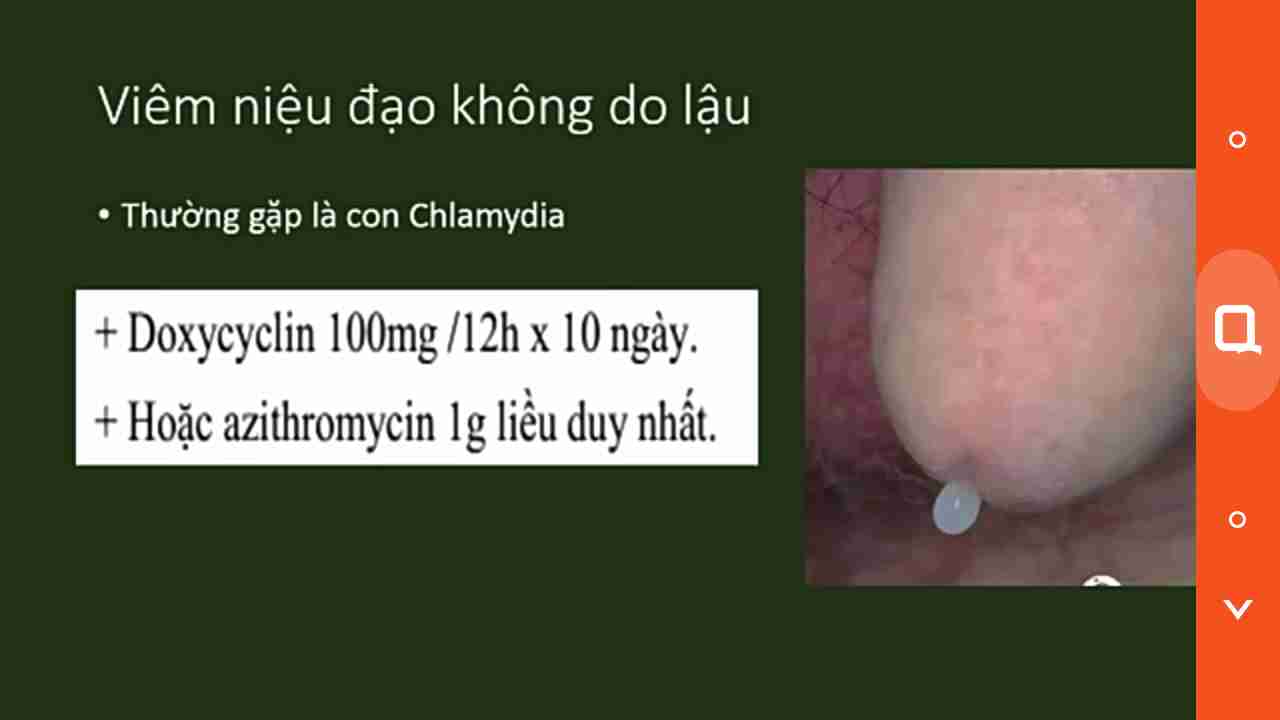 Viêm niệu đạo không do lậu
• Thường gặp là con Chlamydia
+ Doxycyclin 100mg /12h x 10 ngày.
+ Hoặc azithromycin 1g liều duy nhất.